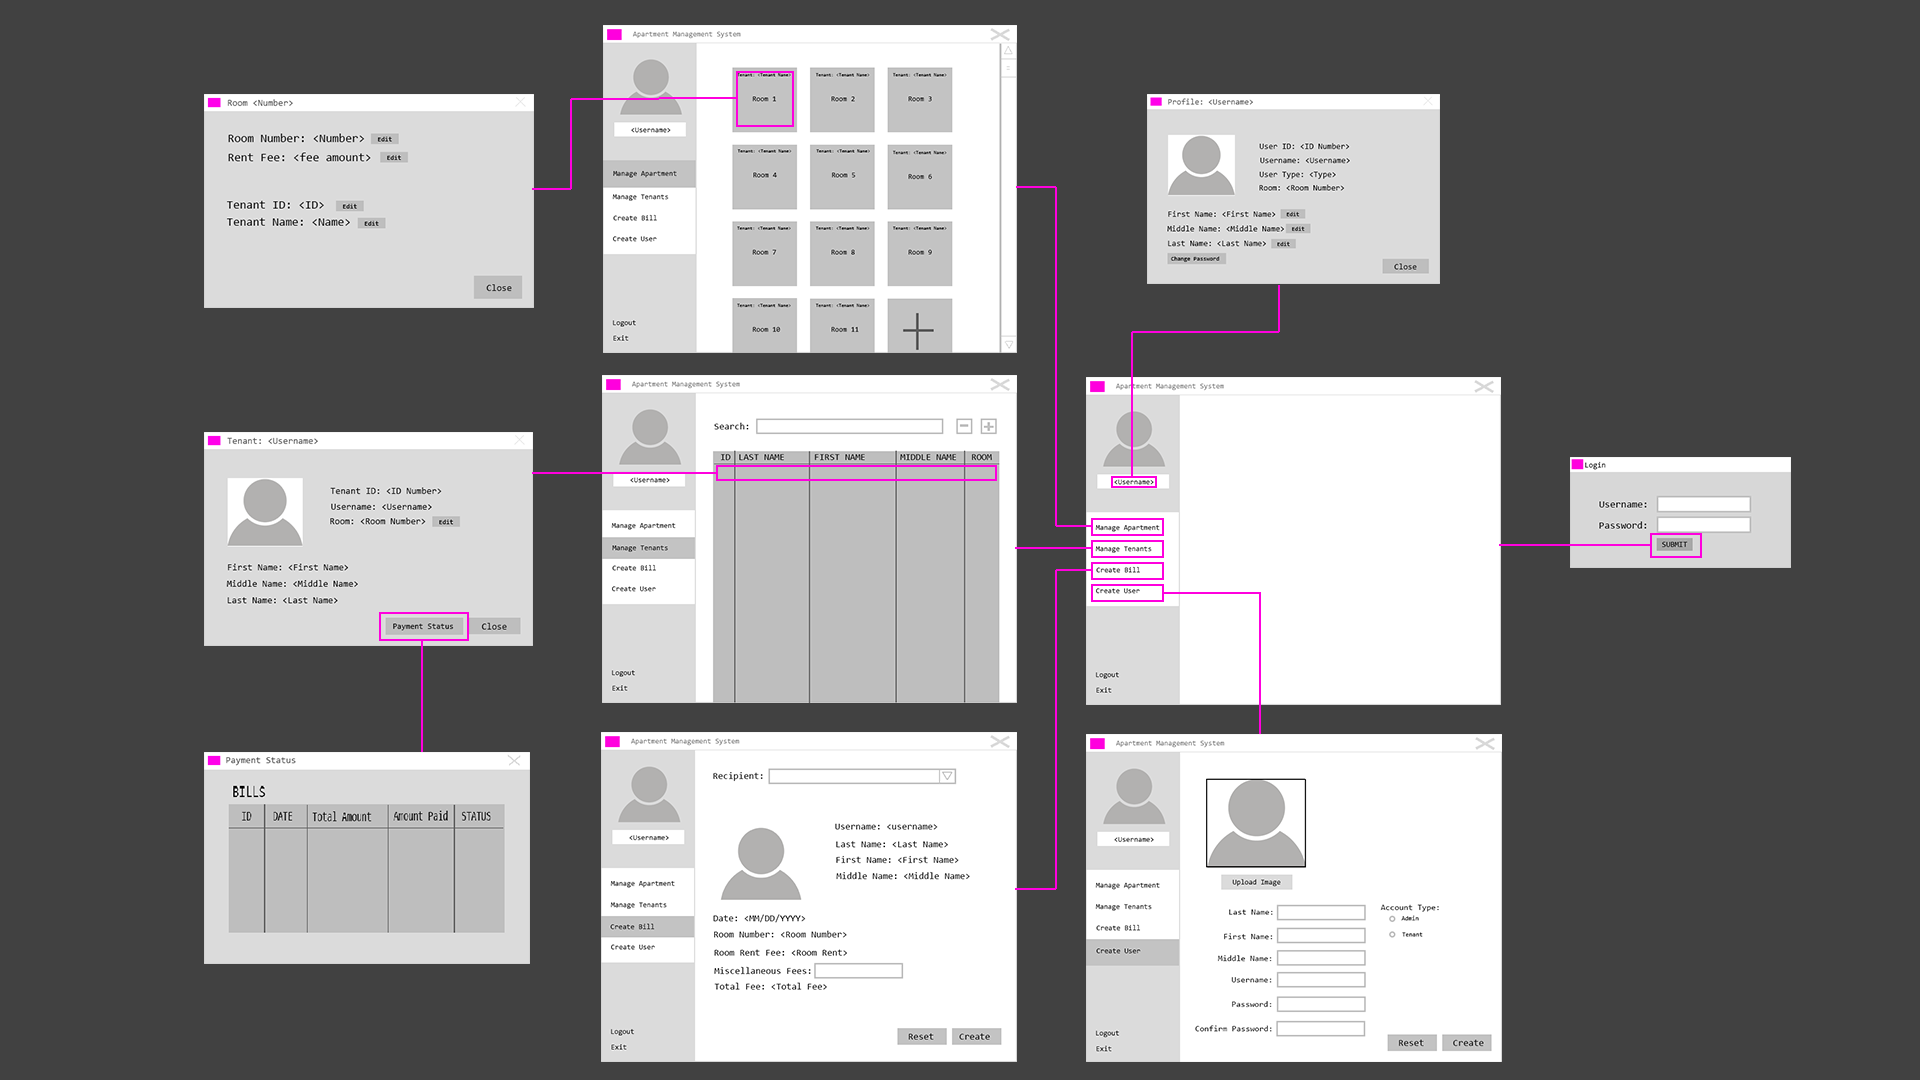 Room <Number>
Room Number: <Number> Edit
Rent Fee: <fee amount> Edit
Tenant ID: <ID> Edit
Tenant Name: <Name> Edit
Close
Apartment Management System
<Username>
Manage Apartment
Manage Tenants
Create Bill
Create User
Logout
Exit
Tenant: <Tenant Name> Tenant: <Tenant Name> Tenant: <Tenant Name>
Room 1 Room 2 Room 3
Tenant: <Tenant Name> Tenant: <Tenant Name> Tenant: <Tenant Name>
Room 4 Room 5 Room 6
Tenant: <Tenant Name> Tenant: <Tenant Name> Tenant: <Tenant Name>
Room 7 Room 8 Room 9
Tenant: <Tenant Name> Tenant: <Tenant Name>
Room 10 Room 11
Profile: <Username>
User ID: <ID Number>
Username: <Username>
User Type: <Type>
Room: <Room Number>
First Name: <First Name> Edit
Middle Name: <Middle Name> Edit
Last Name: <Last Name> Edit
Change Password
Close
Tenant: <Username>
Tenant ID: <ID Number>
Username: <Username>
Room: <Room Number> Edit
First Name: <First Name>
Middle Name: <Middle Name>
Last Name: <Last Name>
Payment Status Close
Apartment Management System
<Username>
Manage Apartment
Manage Tenants
Create Bill
Create User
Logout
Exit
Search:
ID LAST NAME FIRST NAME MIDDLE NAME ROOM
Apartment Management System
<Username>
Manage Apartment
Manage Tenants
Create Bill
Create User
Logout
Exit
Login
Username:
Password:
SUBMIT
Payment Status
BILLS
ID DATE Total Amount Amount Paid STATUS
Apartment Management System
<Username>
Manage Apartment
Manage Tenants
Create Bill
Create User
Logout
Exit
Recipient:
Username: <username>
Last Name: <Last Name>
First Name: <First Name>
Middle Name: <Middle Name>
Date: <MM/DD/YYYY>
Room Number: <Room Number>
Room Rent Fee: <Room Rent>
Miscellaneous Fees:
Total Fee: <Total Fee>
Reset Create
Apartment Management System
<Username>
Manage Apartment
Manage Tenants
Create Bill
Create User
Logout
Exit
Upload Image
Last Name:
First Name:
Middle Name:
Username:
Password:
Confirm Password:
Account Type:
Admin
Tenant
Reset Create